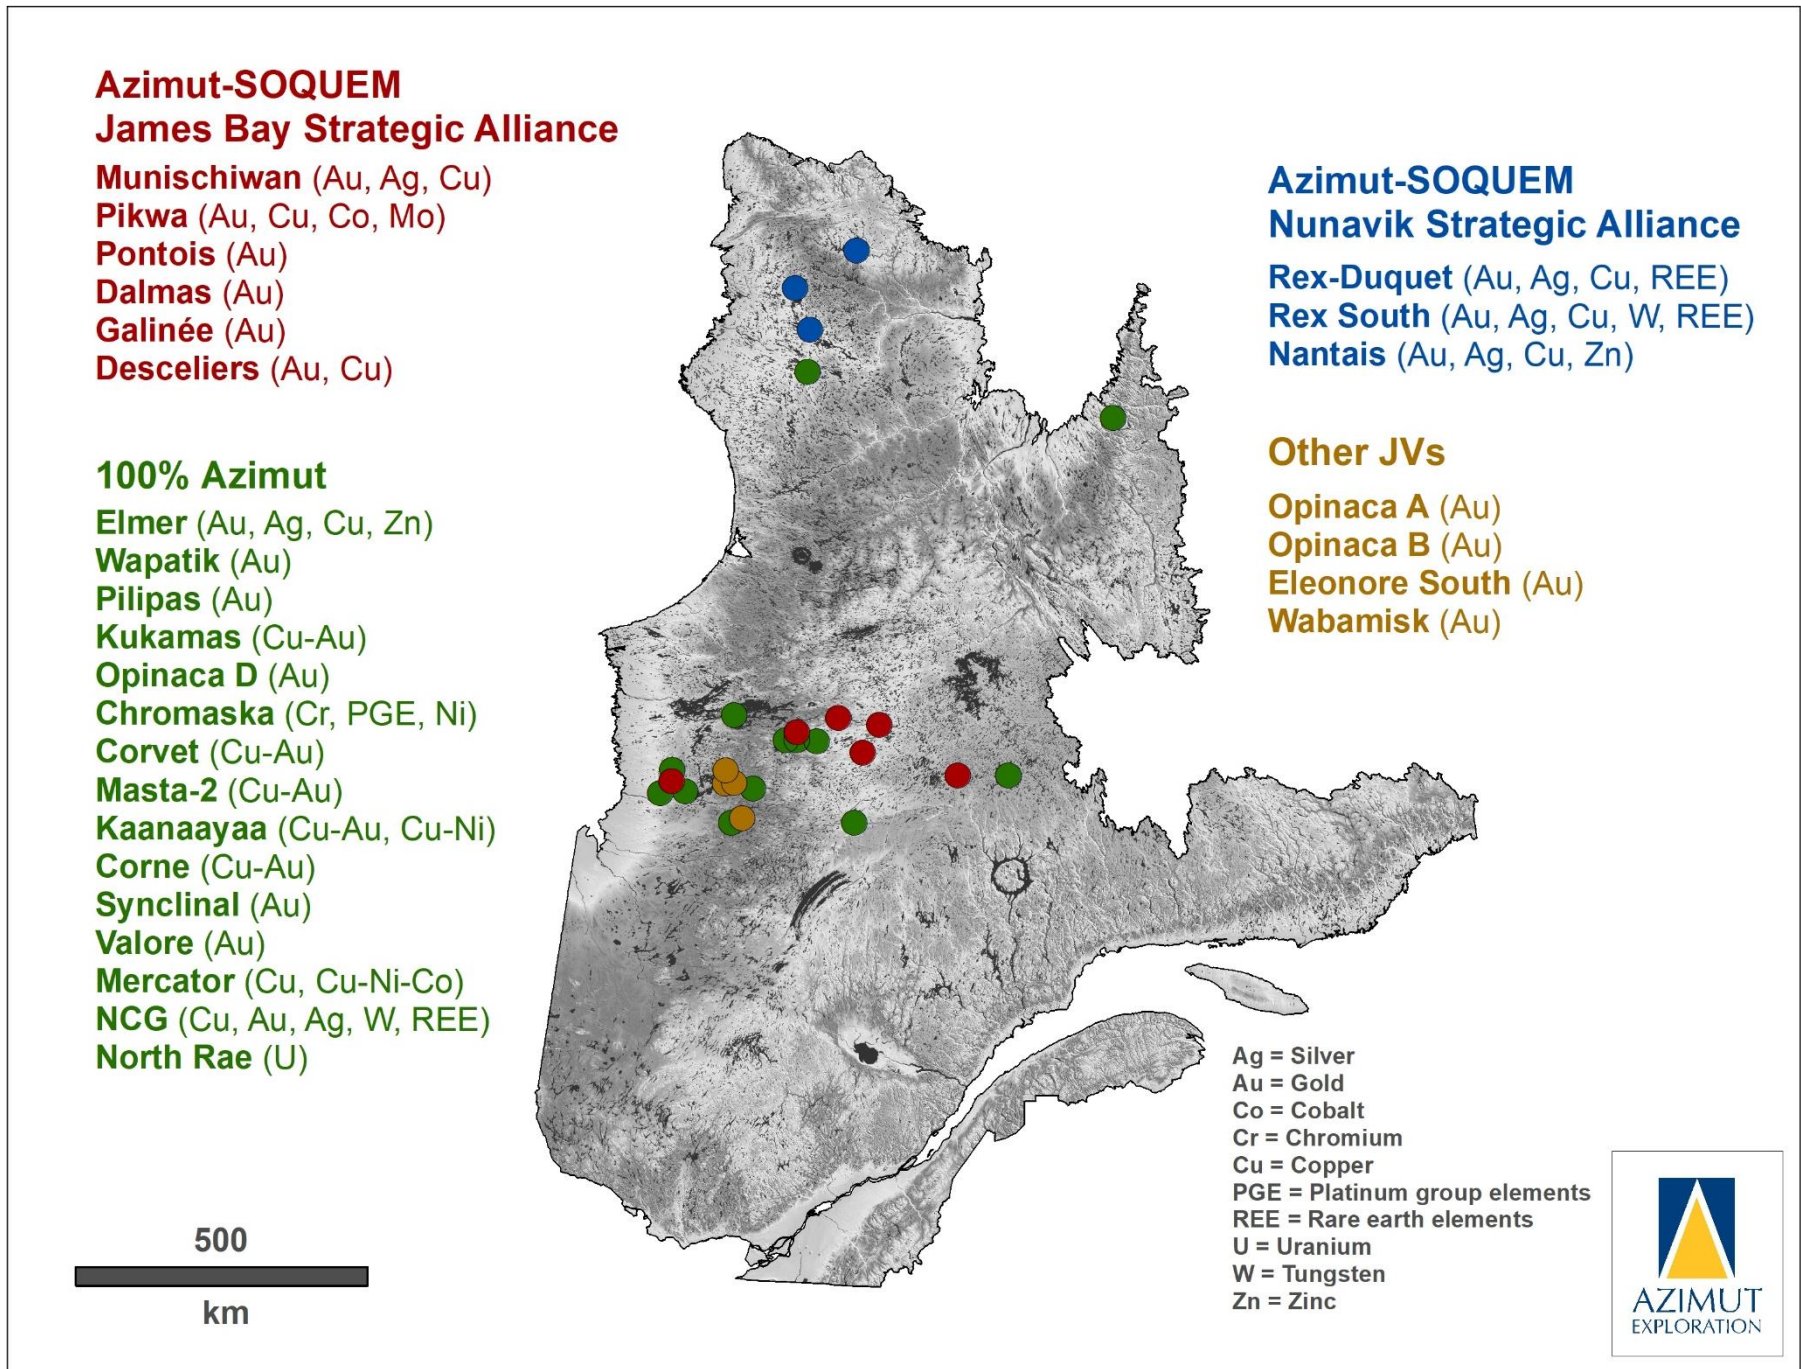 Azimut-SOQUEM
James Bay Strategic Alliance
Munischiwan (Au, Ag, Cu)
Pikwa (Au, Cu, Co, Mo)
Pontois (Au)
Dalmas (Au)
Galinée (Au)
Desceliers (Au, Cu)
100% Azimut
Elmer (Au, Ag, Cu, Zn)
Wapatik (Au)
Pilipas (Au)
Kukamas (Cu-Au)
Opinaca D (Au)
Chromaska (Cr, PGE, Ni)
Corvet (Cu-Au)
Masta-2 (Cu-Au)
Kaanaayaa (Cu-Au, Cu-Ni)
Corne (Cu-Au)
Synclinal (Au)
Valore (Au)
Mercator (Cu, Cu-Ni-Co)
NCG (Cu, Au, Ag, W, REE)
North Rae (U)
500
km
Azimut-SOQUEM
Nunavik Strategic Alliance
Rex-Duquet (Au, Ag, Cu, REE)
Rex South (Au, Ag, Cu, W, REE)
Nantais (Au, Ag, Cu, Zn)
Other JVs
Opinaca A (Au)
Opinaca B (Au)
Eleonore South (Au)
Wabamisk (Au)
Ag = Silver
Au = Gold
Co = Cobalt
Cr = Chromium
Cu = Copper
PGE = Platinum group elements
REE = Rare earth elements
U = Uranium
W = Tungsten
Zn = Zinc
AZIMUT
EXPLORATION